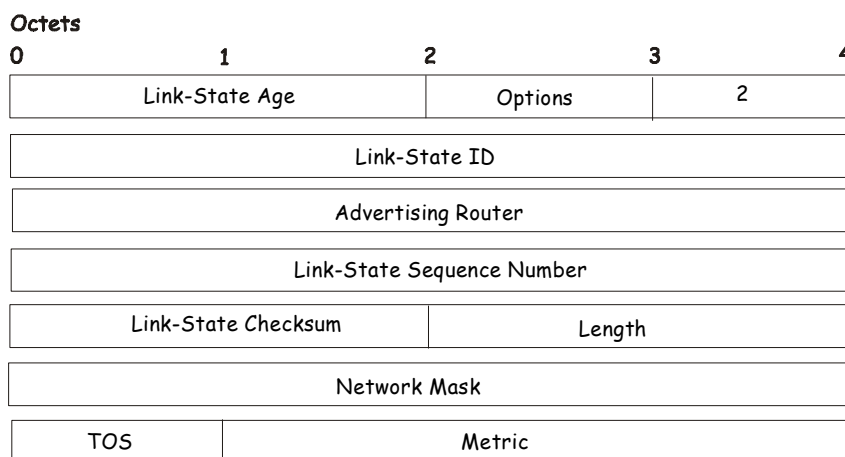 Octets
0 1 2 3 4
Link-State Age Options 2
Link-State ID
Advertising Router
Link-State Sequence Number
Link-State Checksum Length
Network Mask
TOS Metric